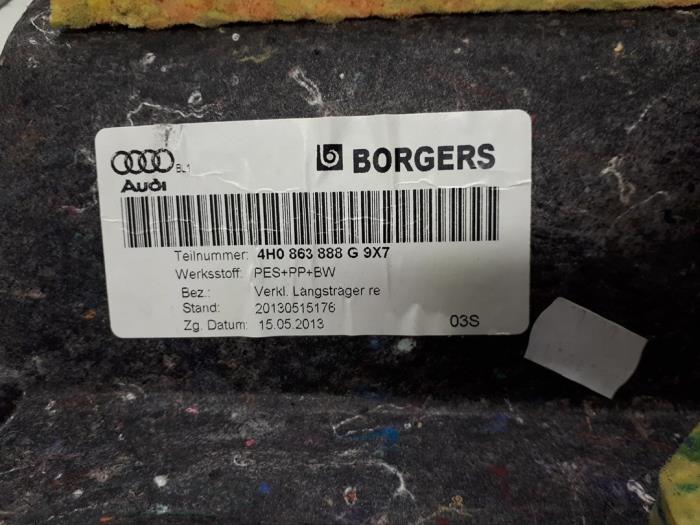 BL1
Audi
BORGERS
Teilnummer: 4H0 863 888 G 9X7
Werksstoff: PES+PP+BW
Bez.: Verkl. Längsträger re
Stand: 20130515176
Zg. Datum: 15.05.2013
03S